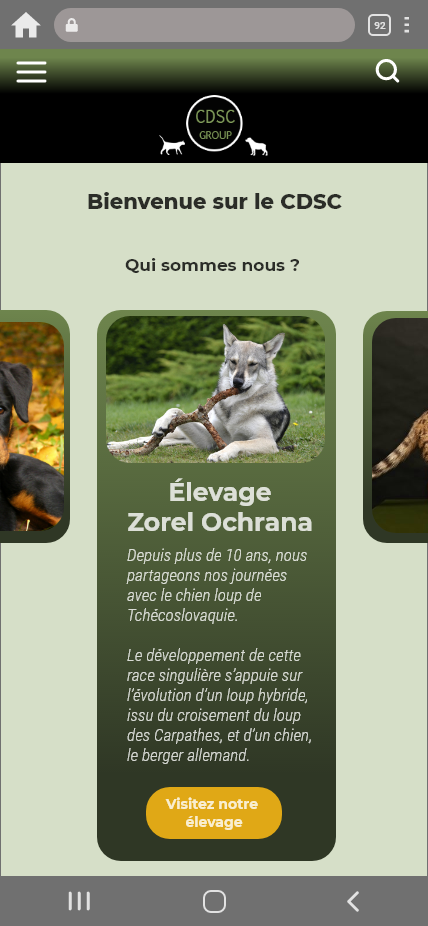 92
CDSC
GROUP
Bienvenue sur le CDSC
Qui sommes nous ?
Élevage
Zorel Ochrana
Depuis plus de 10 ans, nous
partageons nos journées
avec le chien loup de
Tchécoslovaquie.
Le développement de cette
race singulière s'appuie sur
l'évolution d'un loup hybride,
issu du croisement du loup
des Carpathes, et d'un chien,
le berger allemand.
Visitez notre
élevage